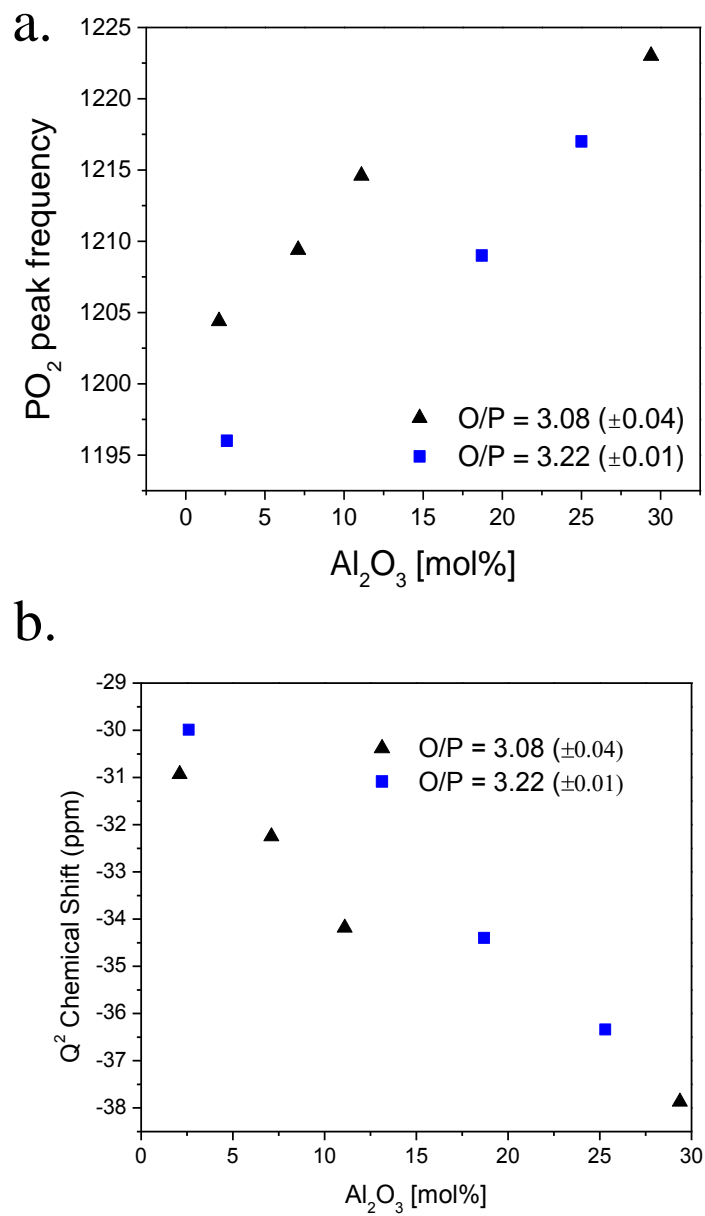 a.
1225
1220
1215
1210
1205
1200
1195
PO₂ peak frequency
O/P = 3.08 (±0.04)
O/P = 3.22 (±0.01)
0 5 10 15 20 25 30
Al₂O₃ [mol%]
b.
-29
-30
-31
-32
-33
-34
-35
-36
-37
-38
Q² Chemical Shift (ppm)
O/P = 3.08 (±0.04)
O/P = 3.22 (±0.01)
0 5 10 15 20 25 30
Al₂O₃ [mol%]